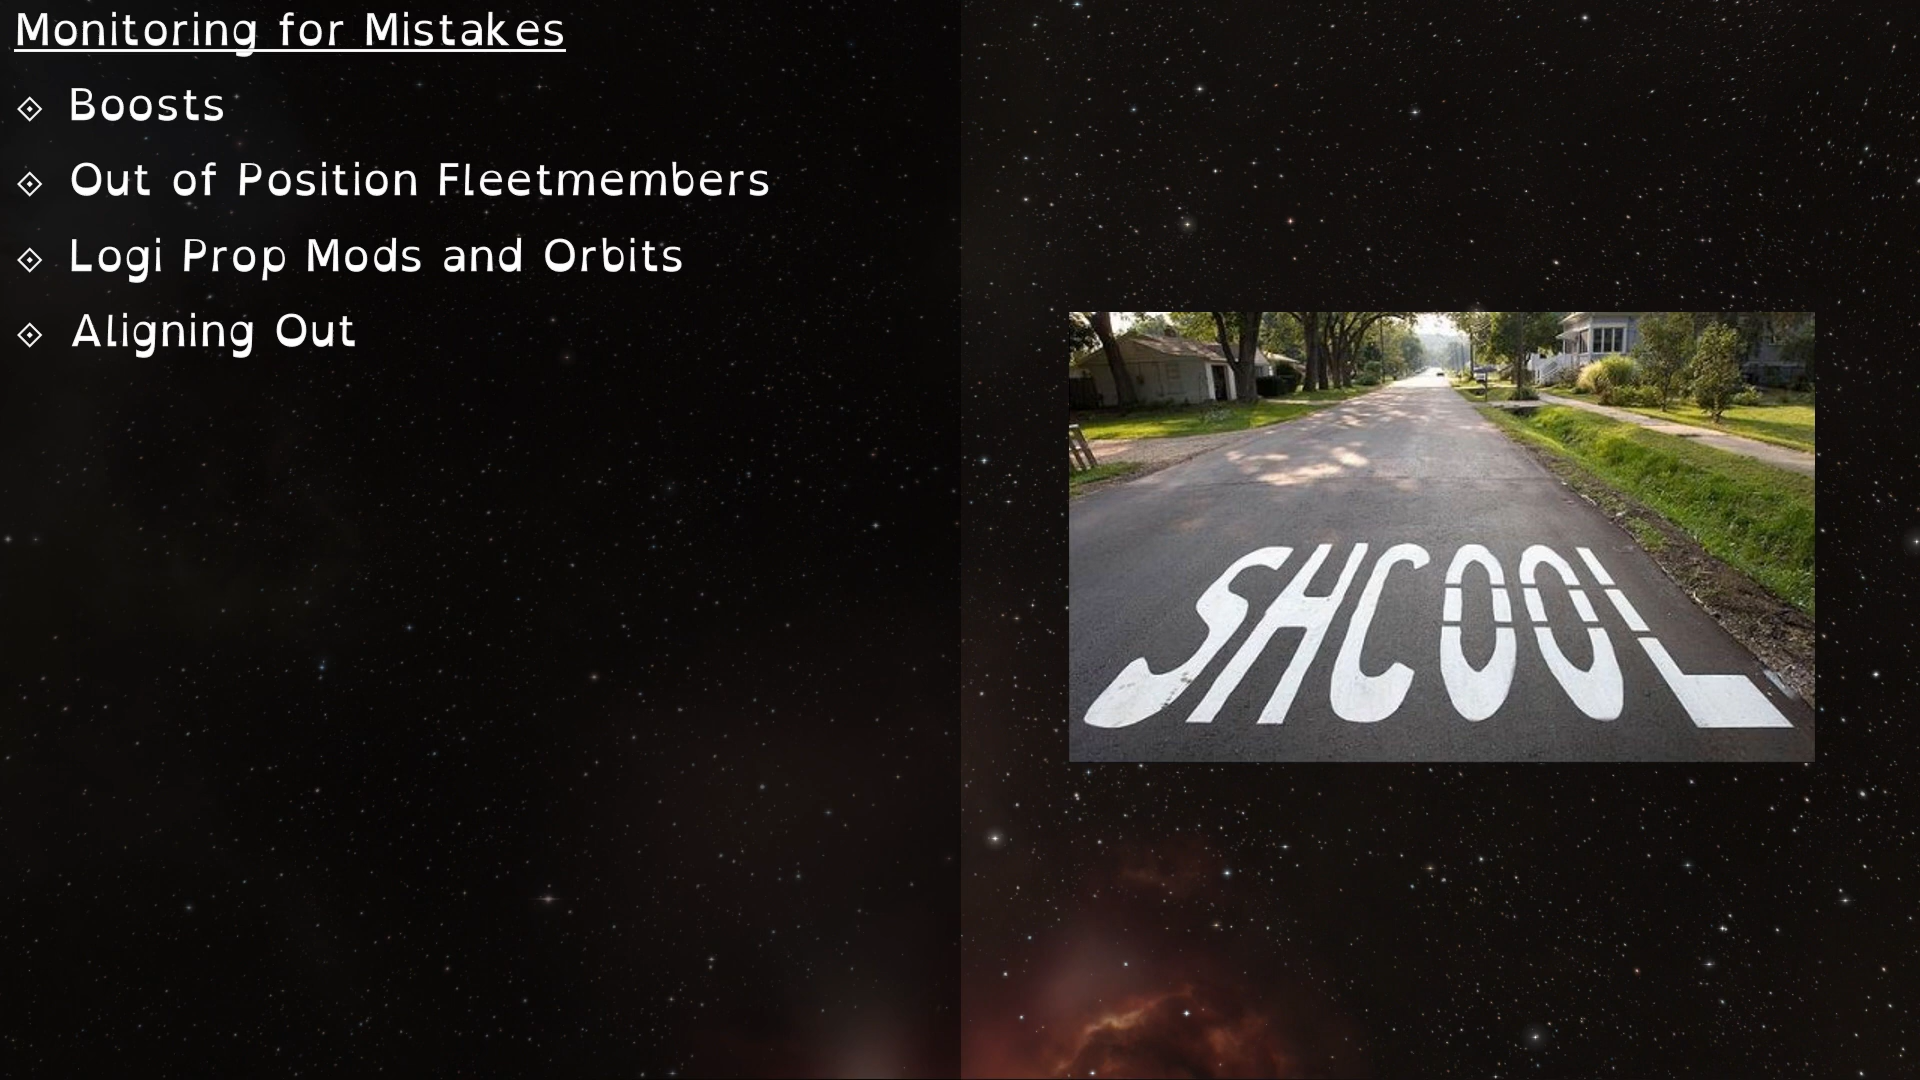 Monitoring for Mistakes
Boosts
Out of Position Fleetmembers
Logi Prop Mods and Orbits
Aligning Out
SHCOOL